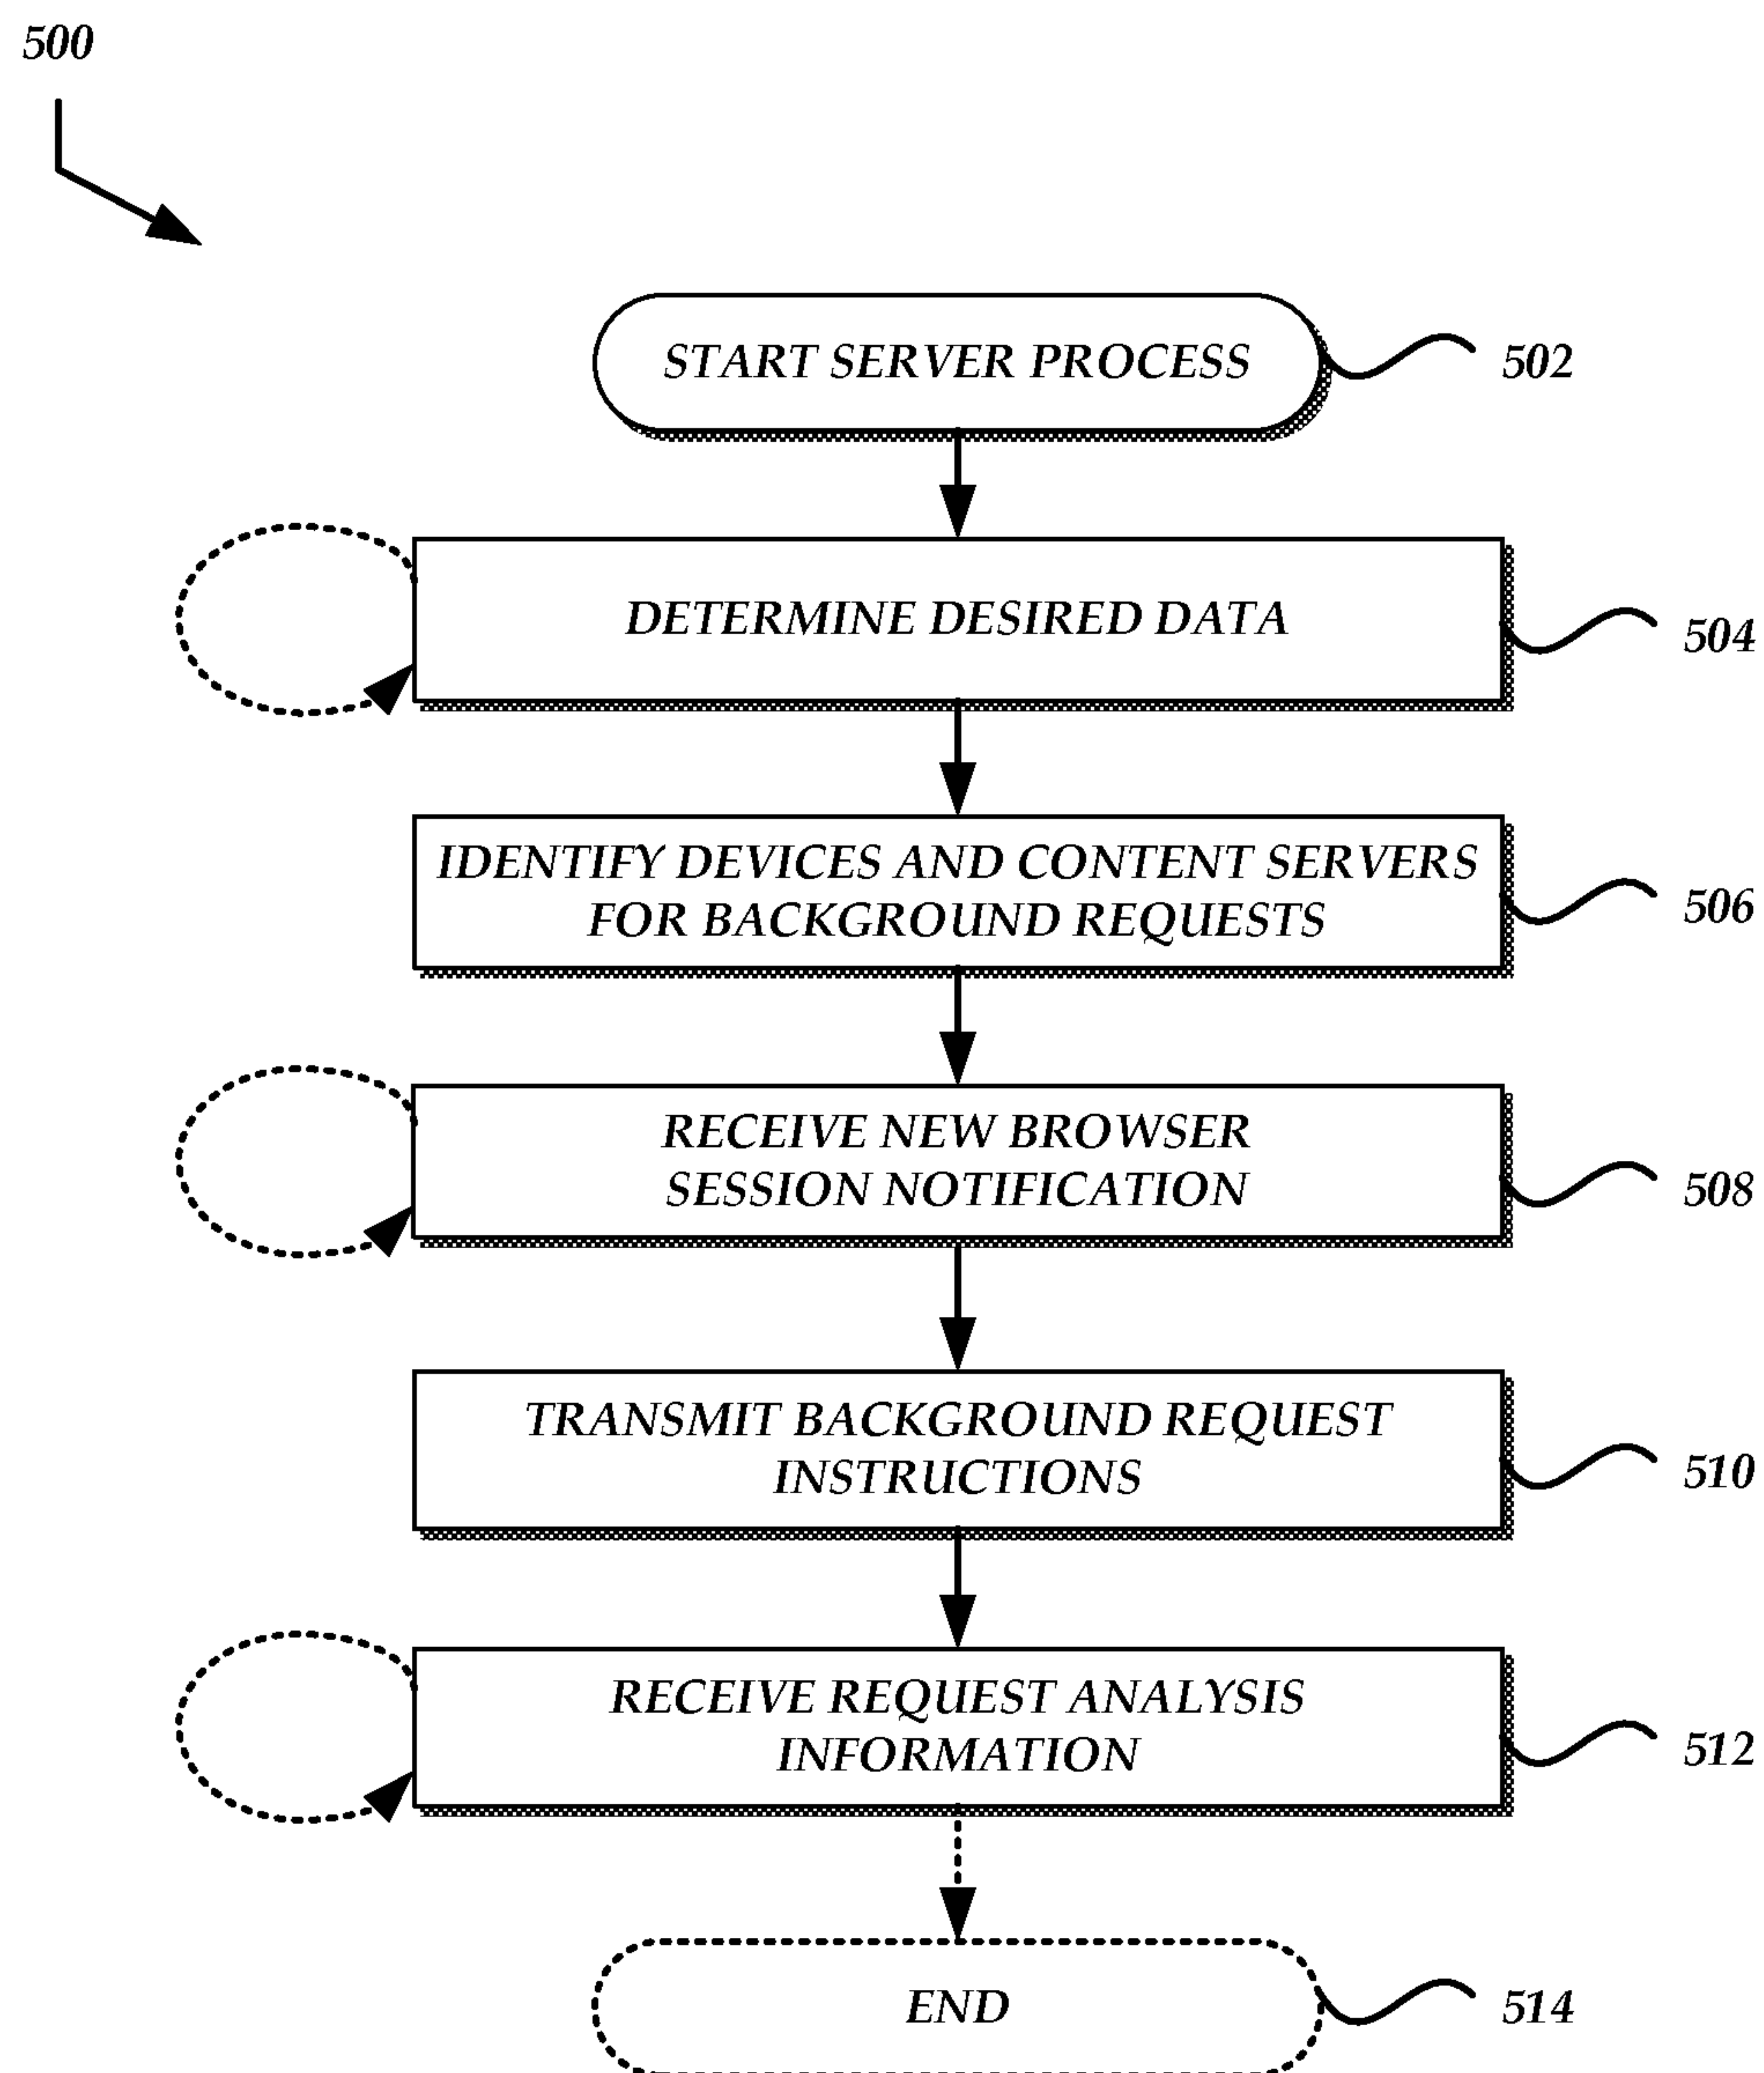 500
START SERVER PROCESS
502
DETERMINE DESIRED DATA
504
IDENTIFY DEVICES AND CONTENT SERVERS
FOR BACKGROUND REQUESTS
506
RECEIVE NEW BROWSER
SESSION NOTIFICATION
508
TRANSMIT BACKGROUND REQUEST
INSTRUCTIONS
510
RECEIVE REQUEST ANALYSIS
INFORMATION
512
END
514